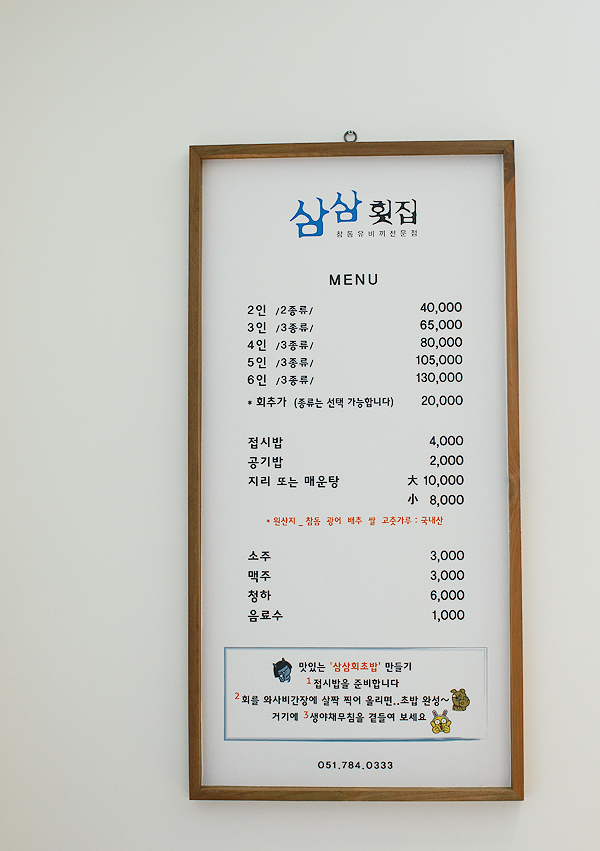 삼삼횟집
참돔유비끼전문점
MENU
2인 /2종류/ 40,000
3인 /3종류/ 65,000
4인 /3종류/ 80,000
5인 /3종류/ 105,000
6인 /3종류/ 130,000
* 회추가 (종류는 선택 가능합니다) 20,000
접시밥 4,000
공기밥 2,000
지리 또는 매운탕 大 10,000
小 8,000
* 원산지 _ 참돔 광어 배추 쌀 고춧가루 : 국내산
소주 3,000
맥주 3,000
청하 6,000
음료수 1,000
맛있는 '삼삼회초밥' 만들기
1 접시밥을 준비합니다
2 회를 와사비간장에 살짝 찍어 올리면..초밥 완성~
거기에 3 생야채무침을 곁들여 보세요
051.784.0333